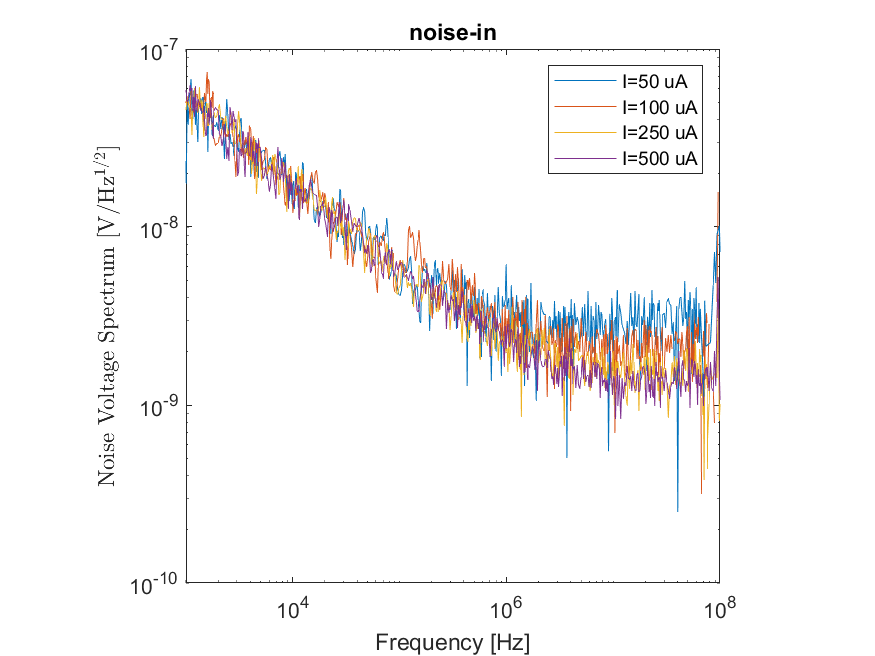 noise-in
10^-7
10^-8
10^-9
10^-10
Noise Voltage Spectrum [V/Hz^1/2]
I=50 uA
I=100 uA
I=250 uA
I=500 uA
10^4
10^6
10^8
Frequency [Hz]